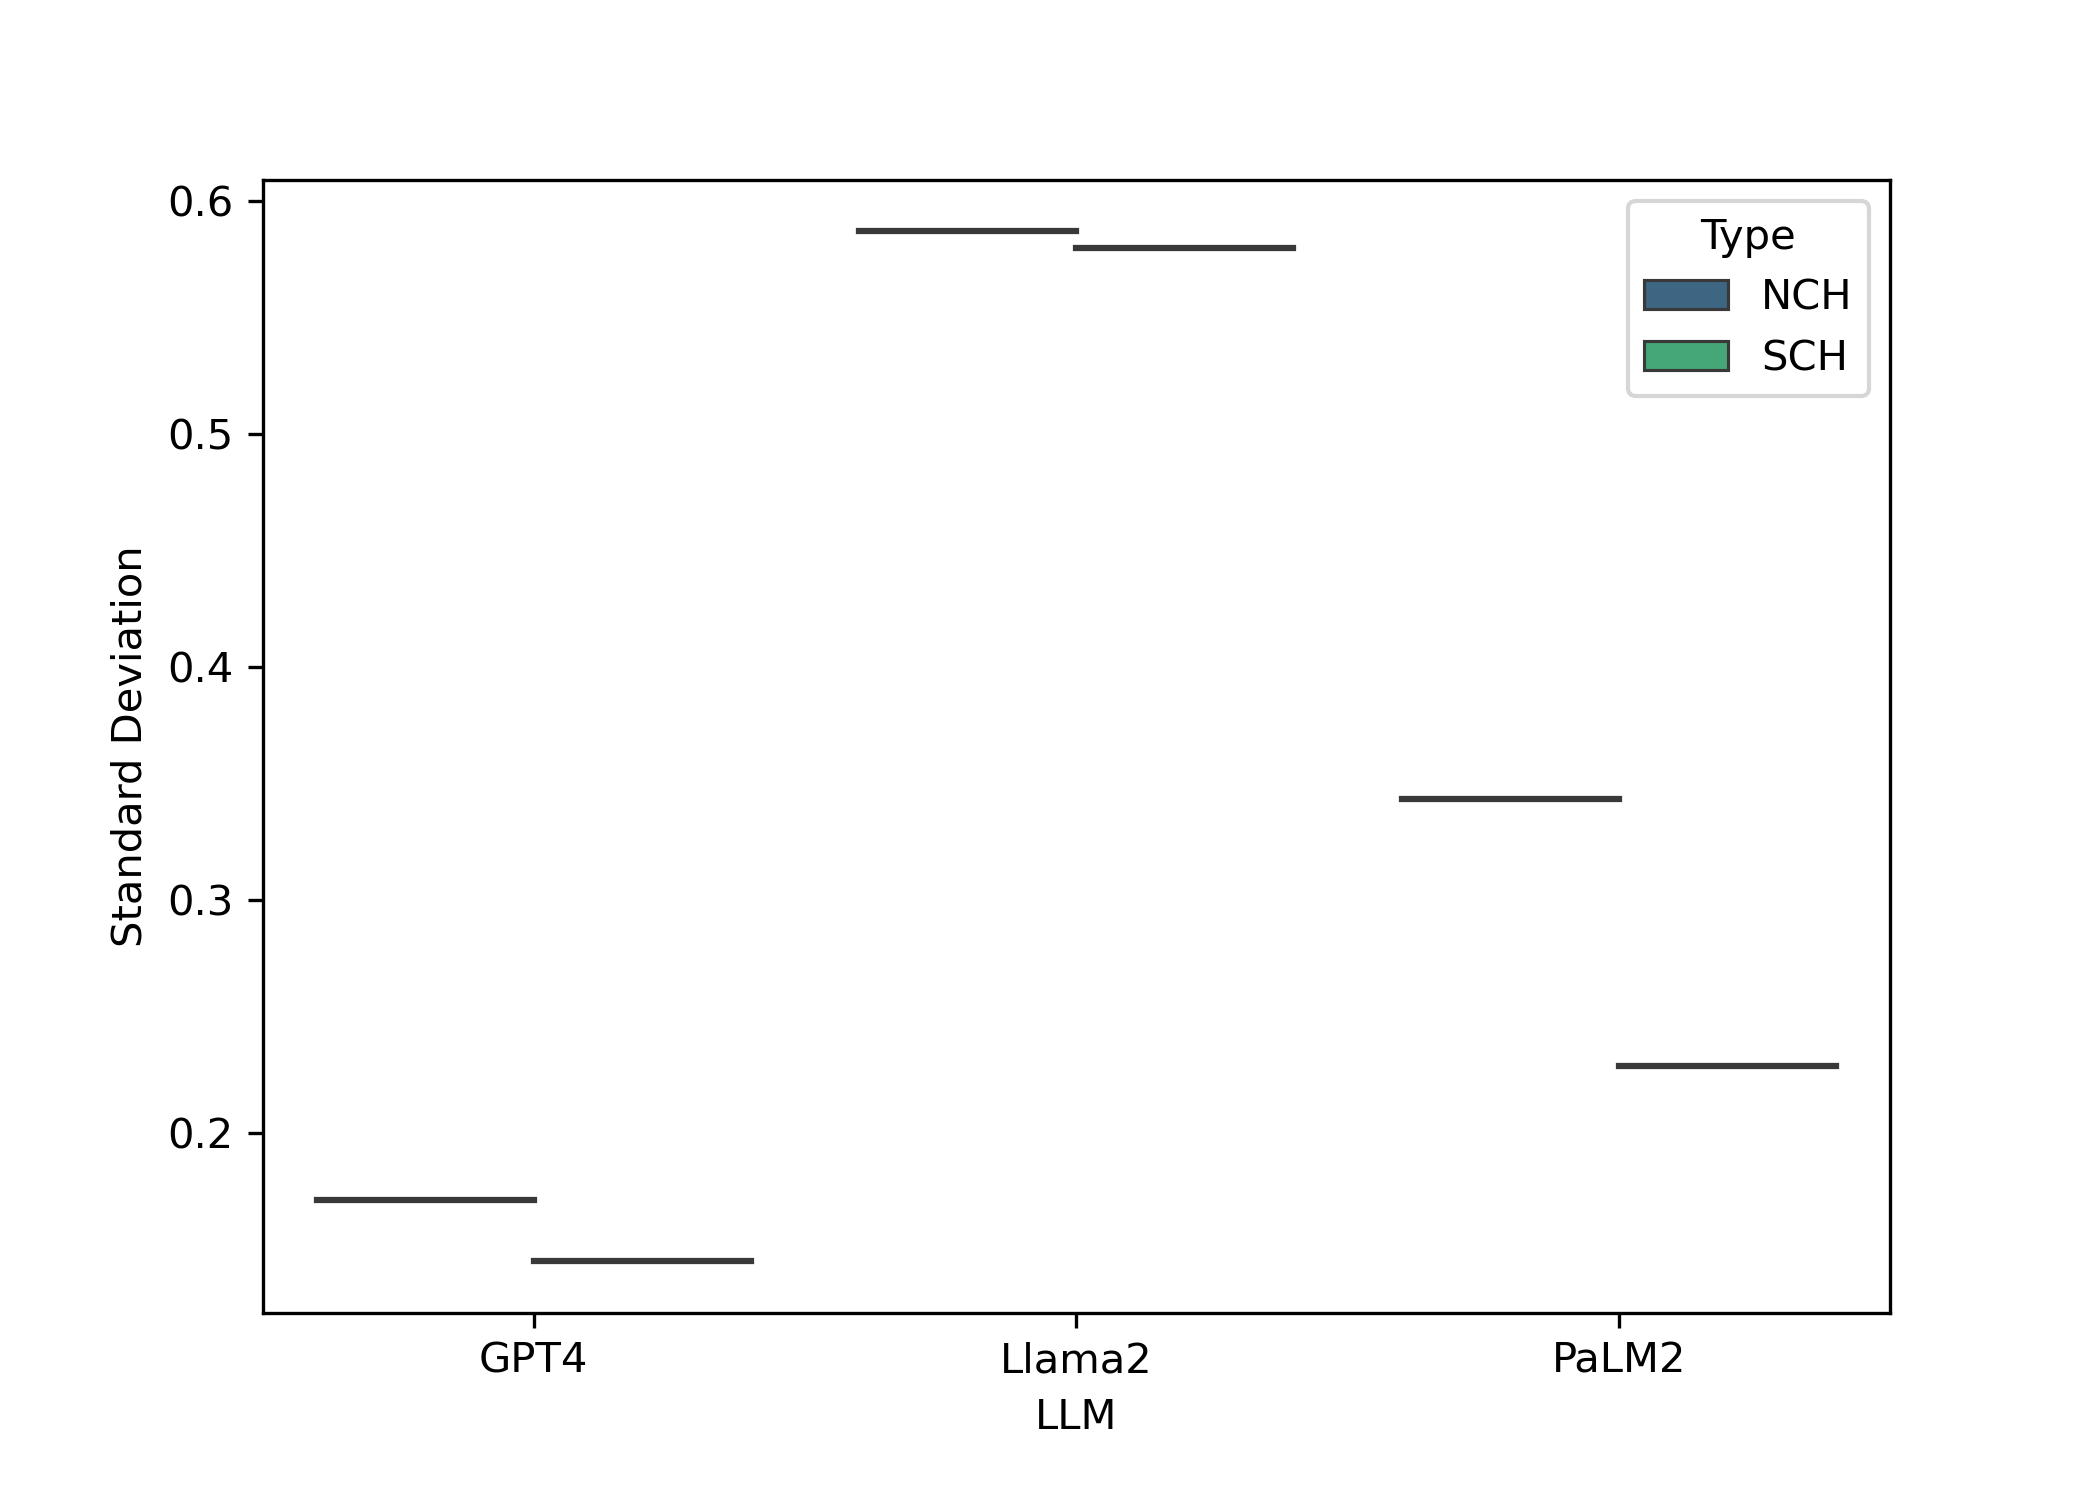 0.6
0.5
0.4
0.3
0.2
Standard Deviation
Type
NCH
SCH
GPT4
Llama2
PaLM2
LLM